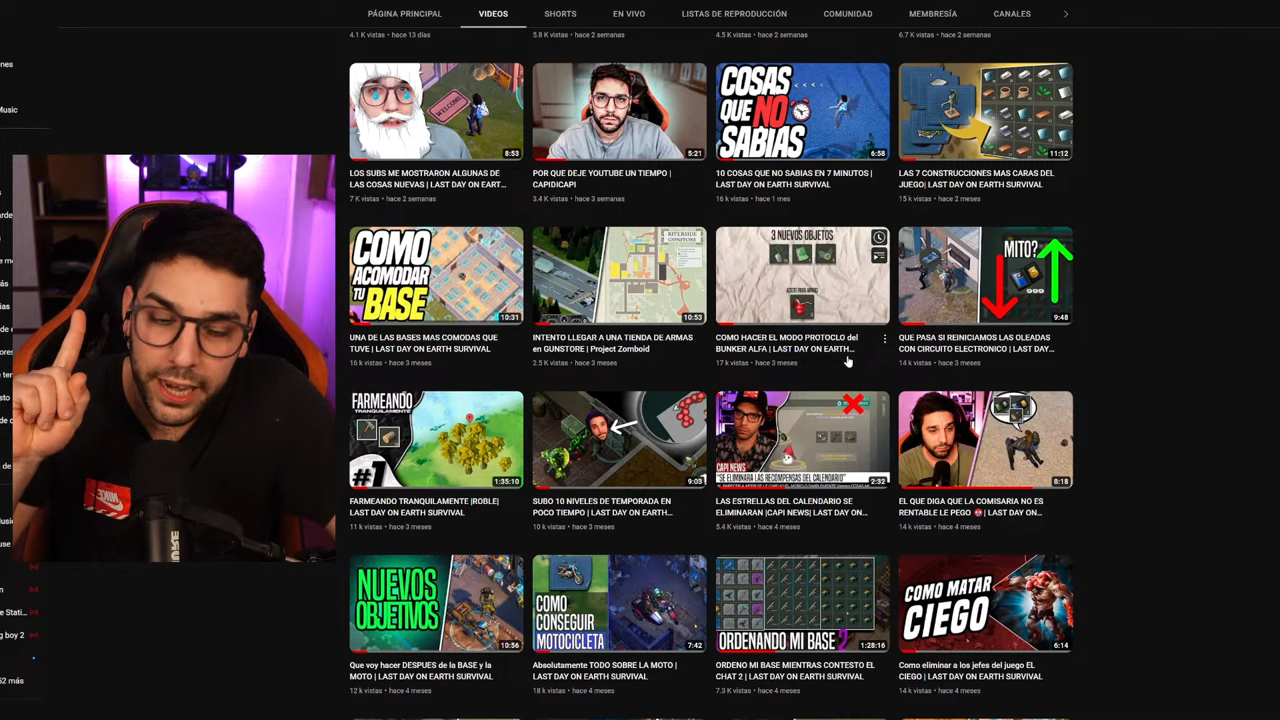 PÁGINA PRINCIPAL VIDEOS SHORTS EN VIVO LISTAS DE REPRODUCCIÓN COMUNIDAD MEMBRESÍA CANALES
4.1 K vistas • hace 13 días
5.8 K vistas • hace 2 semanas
4.5 K vistas • hace 2 semanas
6.7 K vistas • hace 2 semanas
ones
Music
WELCOME
8:53
5:21
COSAS
QUE NO
SABIAS
6:58
11:12
LOS SUBS ME MOSTRARON ALGUNAS DE
LAS COSAS NUEVAS | LAST DAY ON EART...
7 K vistas • hace 2 semanas
POR QUE DEJE YOUTUBE UN TIEMPO |
CAPIDICAPI
3.4 K vistas • hace 3 semanas
10 COSAS QUE NO SABIAS EN 7 MINUTOS |
LAST DAY ON EARTH SURVIVAL
16 k vistas • hace 1 mes
LAS 7 CONSTRUCCIONES MAS CARAS DEL
JUEGO| LAST DAY ON EARTH SURVIVAL
15 k vistas • hace 2 meses
COMO
ACOMODAR
TU
BASE
10:31
RIVERSIDE
GUNSTORE
10:53
3 NUEVOS OBJETOS
MITO?
9:48
UNA DE LAS BASES MAS COMODAS QUE
TUVE | LAST DAY ON EARTH SURVIVAL
16 k vistas • hace 3 meses
INTENTO LLEGAR A UNA TIENDA DE ARMAS
en GUNSTORE | Project Zomboid
2.5 K vistas • hace 3 meses
COMO HACER EL MODO PROTOCLO del
BUNKER ALFA | LAST DAY ON EARTH...
17 k vistas • hace 3 meses
QUE PASA SI REINICIAMOS LAS OLEADAS
CON CIRCUITO ELECTRONICO | LAST DAY...
14 k vistas • hace 3 meses
FARMEANDO
TRANQUILAMENTE
#1
1:35:10
9:03
CAPI NEWS
"SE ELIMINARA LAS RECOMPENSAS DEL CALENDARIO"
2:32
8:18
FARMEANDO TRANQUILAMENTE |ROBLE|
LAST DAY ON EARTH SURVIVAL
11 k vistas • hace 3 meses
SUBO 10 NIVELES DE TEMPORADA EN
POCO TIEMPO | LAST DAY ON EARTH...
10 k vistas • hace 3 meses
LAS ESTRELLAS DEL CALENDARIO SE
ELIMINARAN |CAPI NEWS| LAST DAY ON...
5.4 K vistas • hace 4 meses
EL QUE DIGA QUE LA COMISARIA NO ES
RENTABLE LE PEGO | LAST DAY ON...
14 k vistas • hace 4 meses
NUEVOS
OBJETIVOS
10:56
COMO
CONSEGUIR
MOTOCICLETA
7:42
ORDENANDO MI BASE 2
1:28:16
COMO MATAR
CIEGO
6:14
Que voy hacer DESPUES de la BASE y la
MOTO | LAST DAY ON EARTH SURVIVAL
12 k vistas • hace 4 meses
Absolutamente TODO SOBRE LA MOTO |
LAST DAY ON EARTH SURVIVAL
18 k vistas • hace 4 meses
ORDENO MI BASE MIENTRAS CONTESTO EL
CHAT 2 | LAST DAY ON EARTH SURVIVAL
7.3 K vistas • hace 4 meses
Como eliminar a los jefes del juego EL
CIEGO | LAST DAY ON EARTH SURVIVAL
14 k vistas • hace 4 meses
NIKE